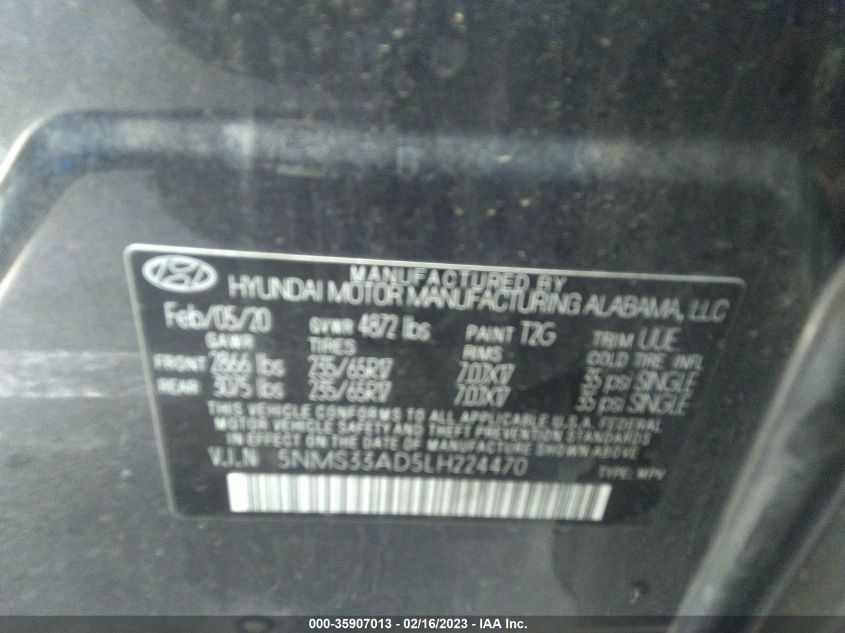 MANUFACTURED BY
HYUNDAI MOTOR MANUFACTURING ALABAMA, LLC
Feb/05/20 GVWR 4872 lbs PAINT T2G TRIM UUE
GAWR TIRES RIMS COLD TIRE INFL
FRONT 2866 lbs 235/65R17 7.00X17 35 psi SINGLE
REAR 3075 lbs 235/65R17 7.00X17 35 psi SINGLE
THIS VEHICLE CONFORMS TO ALL APPLICABLE U.S.A. FEDERAL
MOTOR VEHICLE SAFETY AND THEFT PREVENTION STANDARDS
IN EFFECT ON THE DATE OF MANUFACTURE SHOWN ABOVE
V.I.N 5NMS33AD5LH224470 TYPE: MPV
000-35907013 - 02/16/2023 - IAA Inc.